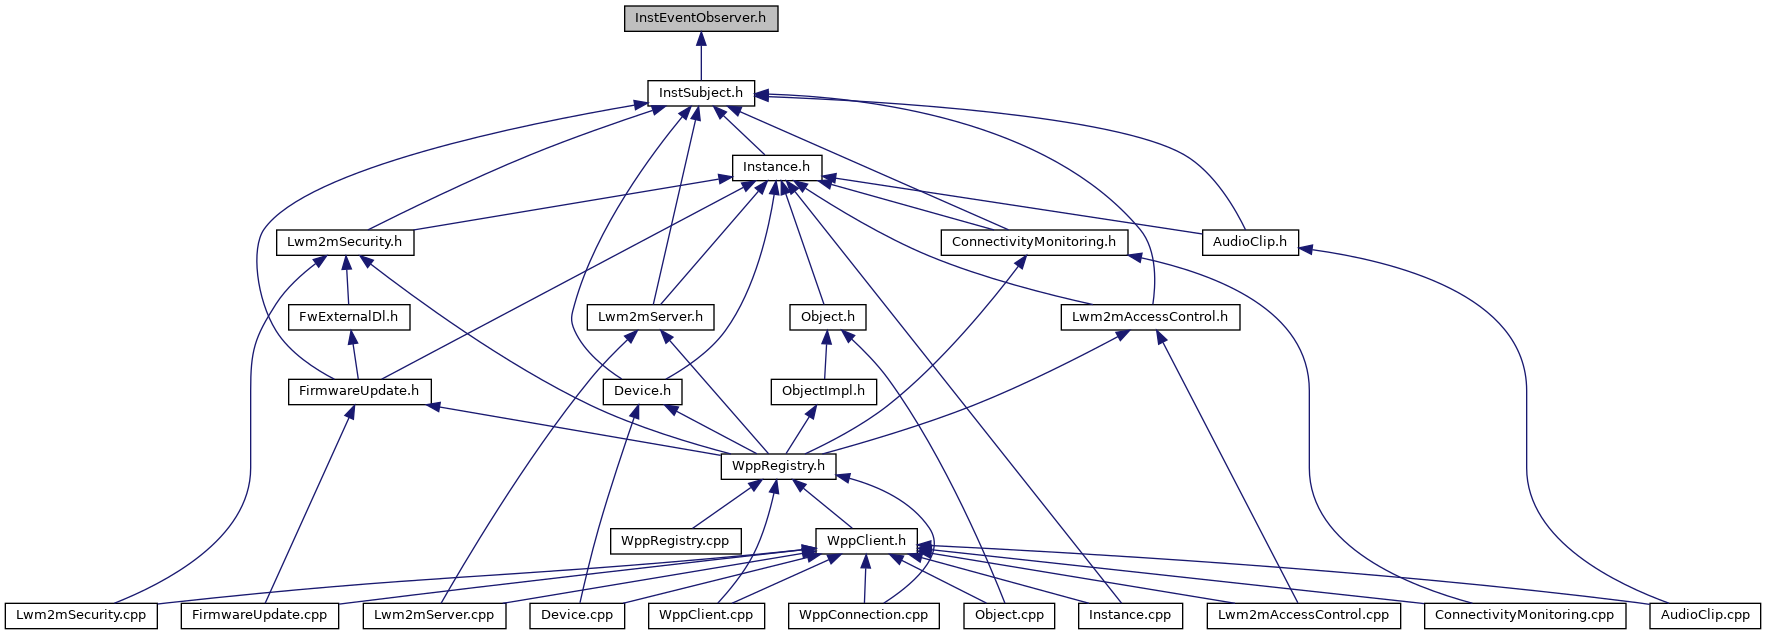 InstEventObserver.h
InstSubject.h
Instance.h
Lwm2mSecurity.h
ConnectivityMonitoring.h
AudioClip.h
FwExternalDl.h
Lwm2mServer.h
Object.h
Lwm2mAccessControl.h
FirmwareUpdate.h
Device.h
ObjectImpl.h
WppRegistry.h
WppRegistry.cpp
WppClient.h
Lwm2mSecurity.cpp
FirmwareUpdate.cpp
Lwm2mServer.cpp
Device.cpp
WppClient.cpp
WppConnection.cpp
Object.cpp
Instance.cpp
Lwm2mAccessControl.cpp
ConnectivityMonitoring.cpp
AudioClip.cpp